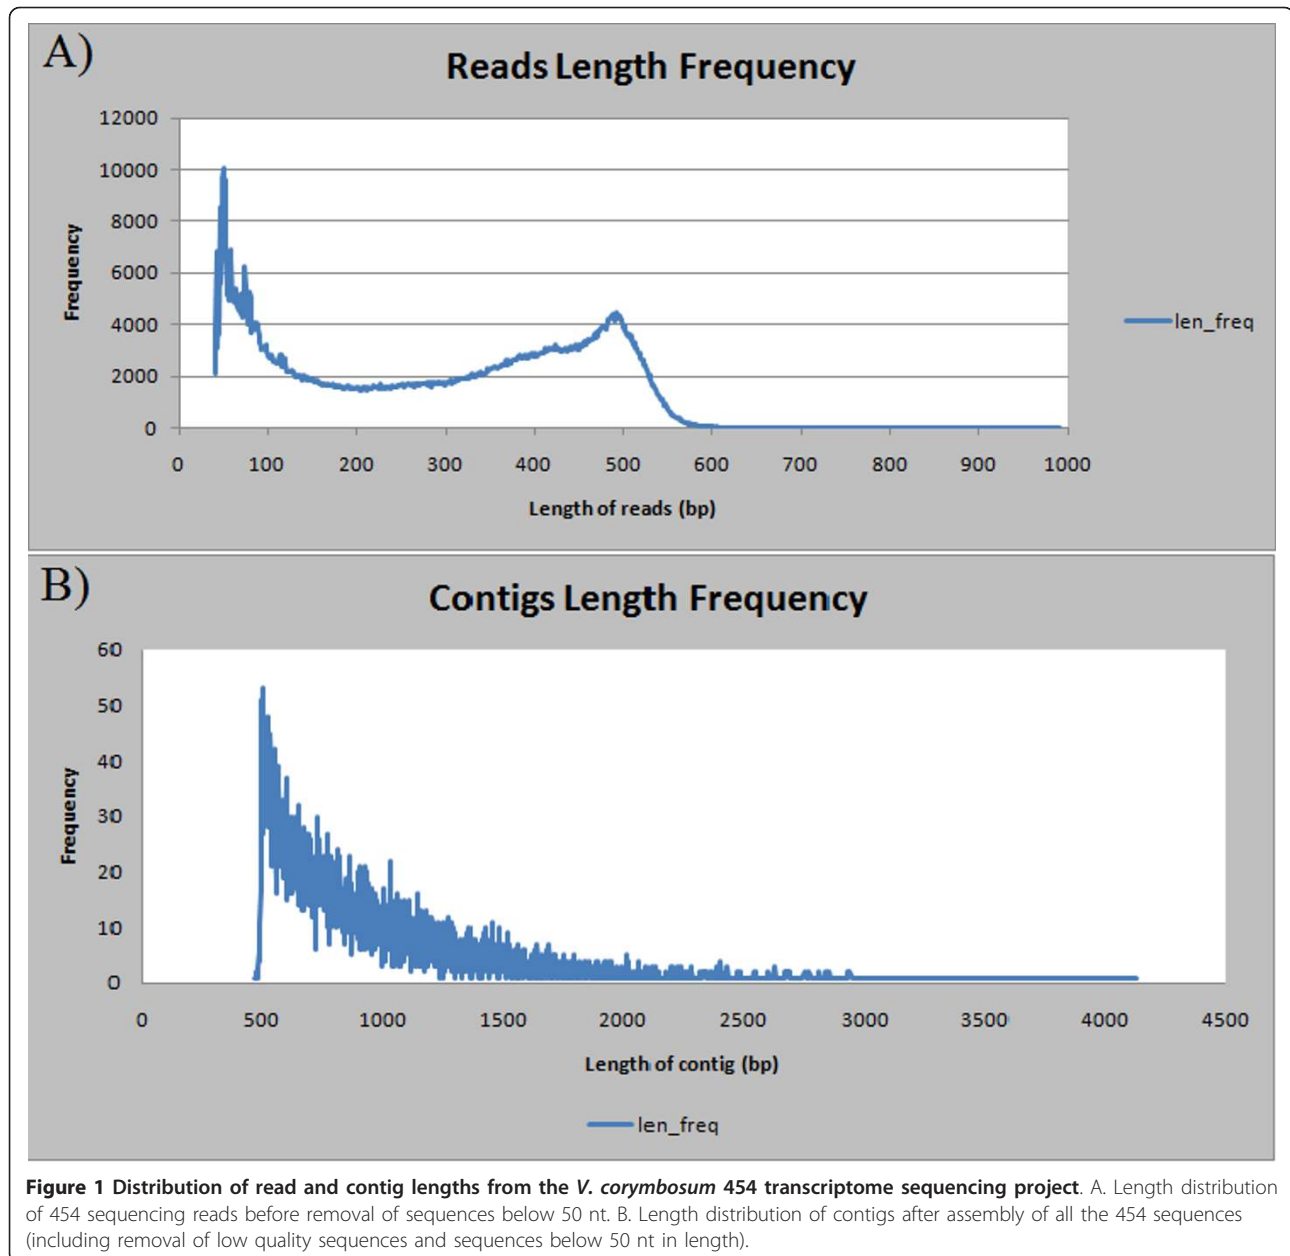 A)
Reads Length Frequency
12000
10000
8000
6000
4000
2000
0
Frequency
0 100 200 300 400 500 600 700 800 900 1000
Length of reads (bp)
len_freq
B)
Contigs Length Frequency
60
50
40
30
20
10
0
Frequency
0 500 1000 1500 2000 2500 3000 3500 4000 4500
Length of contig (bp)
len_freq
Figure 1 Distribution of read and contig lengths from the V. corymbosum 454 transcriptome sequencing project. A. Length distribution
of 454 sequencing reads before removal of sequences below 50 nt. B. Length distribution of contigs after assembly of all the 454 sequences
(including removal of low quality sequences and sequences below 50 nt in length).